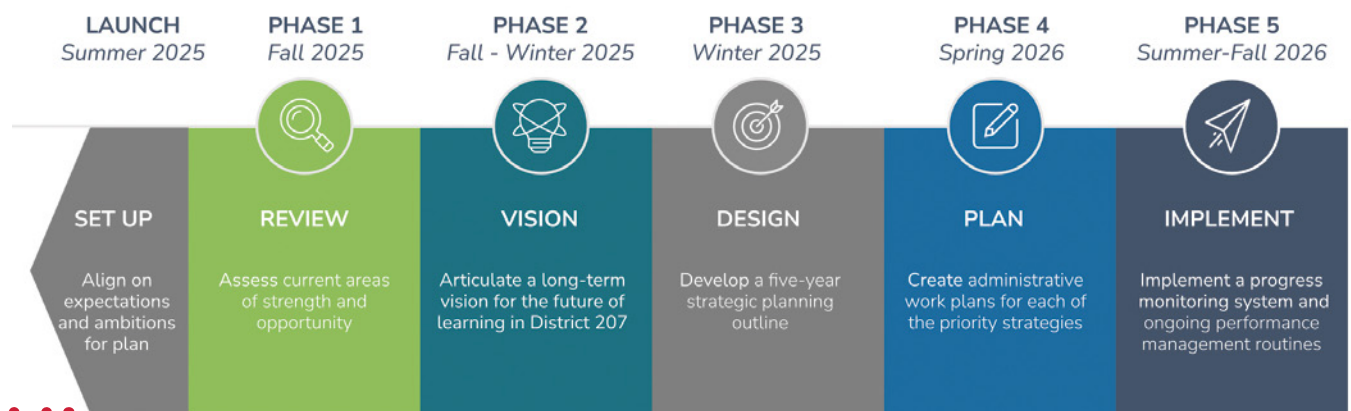 LAUNCH
Summer 2025
PHASE 1
Fall 2025
PHASE 2
Fall - Winter 2025
PHASE 3
Winter 2025
PHASE 4
Spring 2026
PHASE 5
Summer-Fall 2026
SET UP
Align on
expectations
and ambitions
for plan
REVIEW
Assess current areas
of strength and
opportunity
VISION
Articulate a long-term
vision for the future of
learning in District 207
DESIGN
Develop a five-year
strategic planning
outline
PLAN
Create administrative
work plans for each of
the priority strategies
IMPLEMENT
Implement a progress
monitoring system and
ongoing performance
management routines